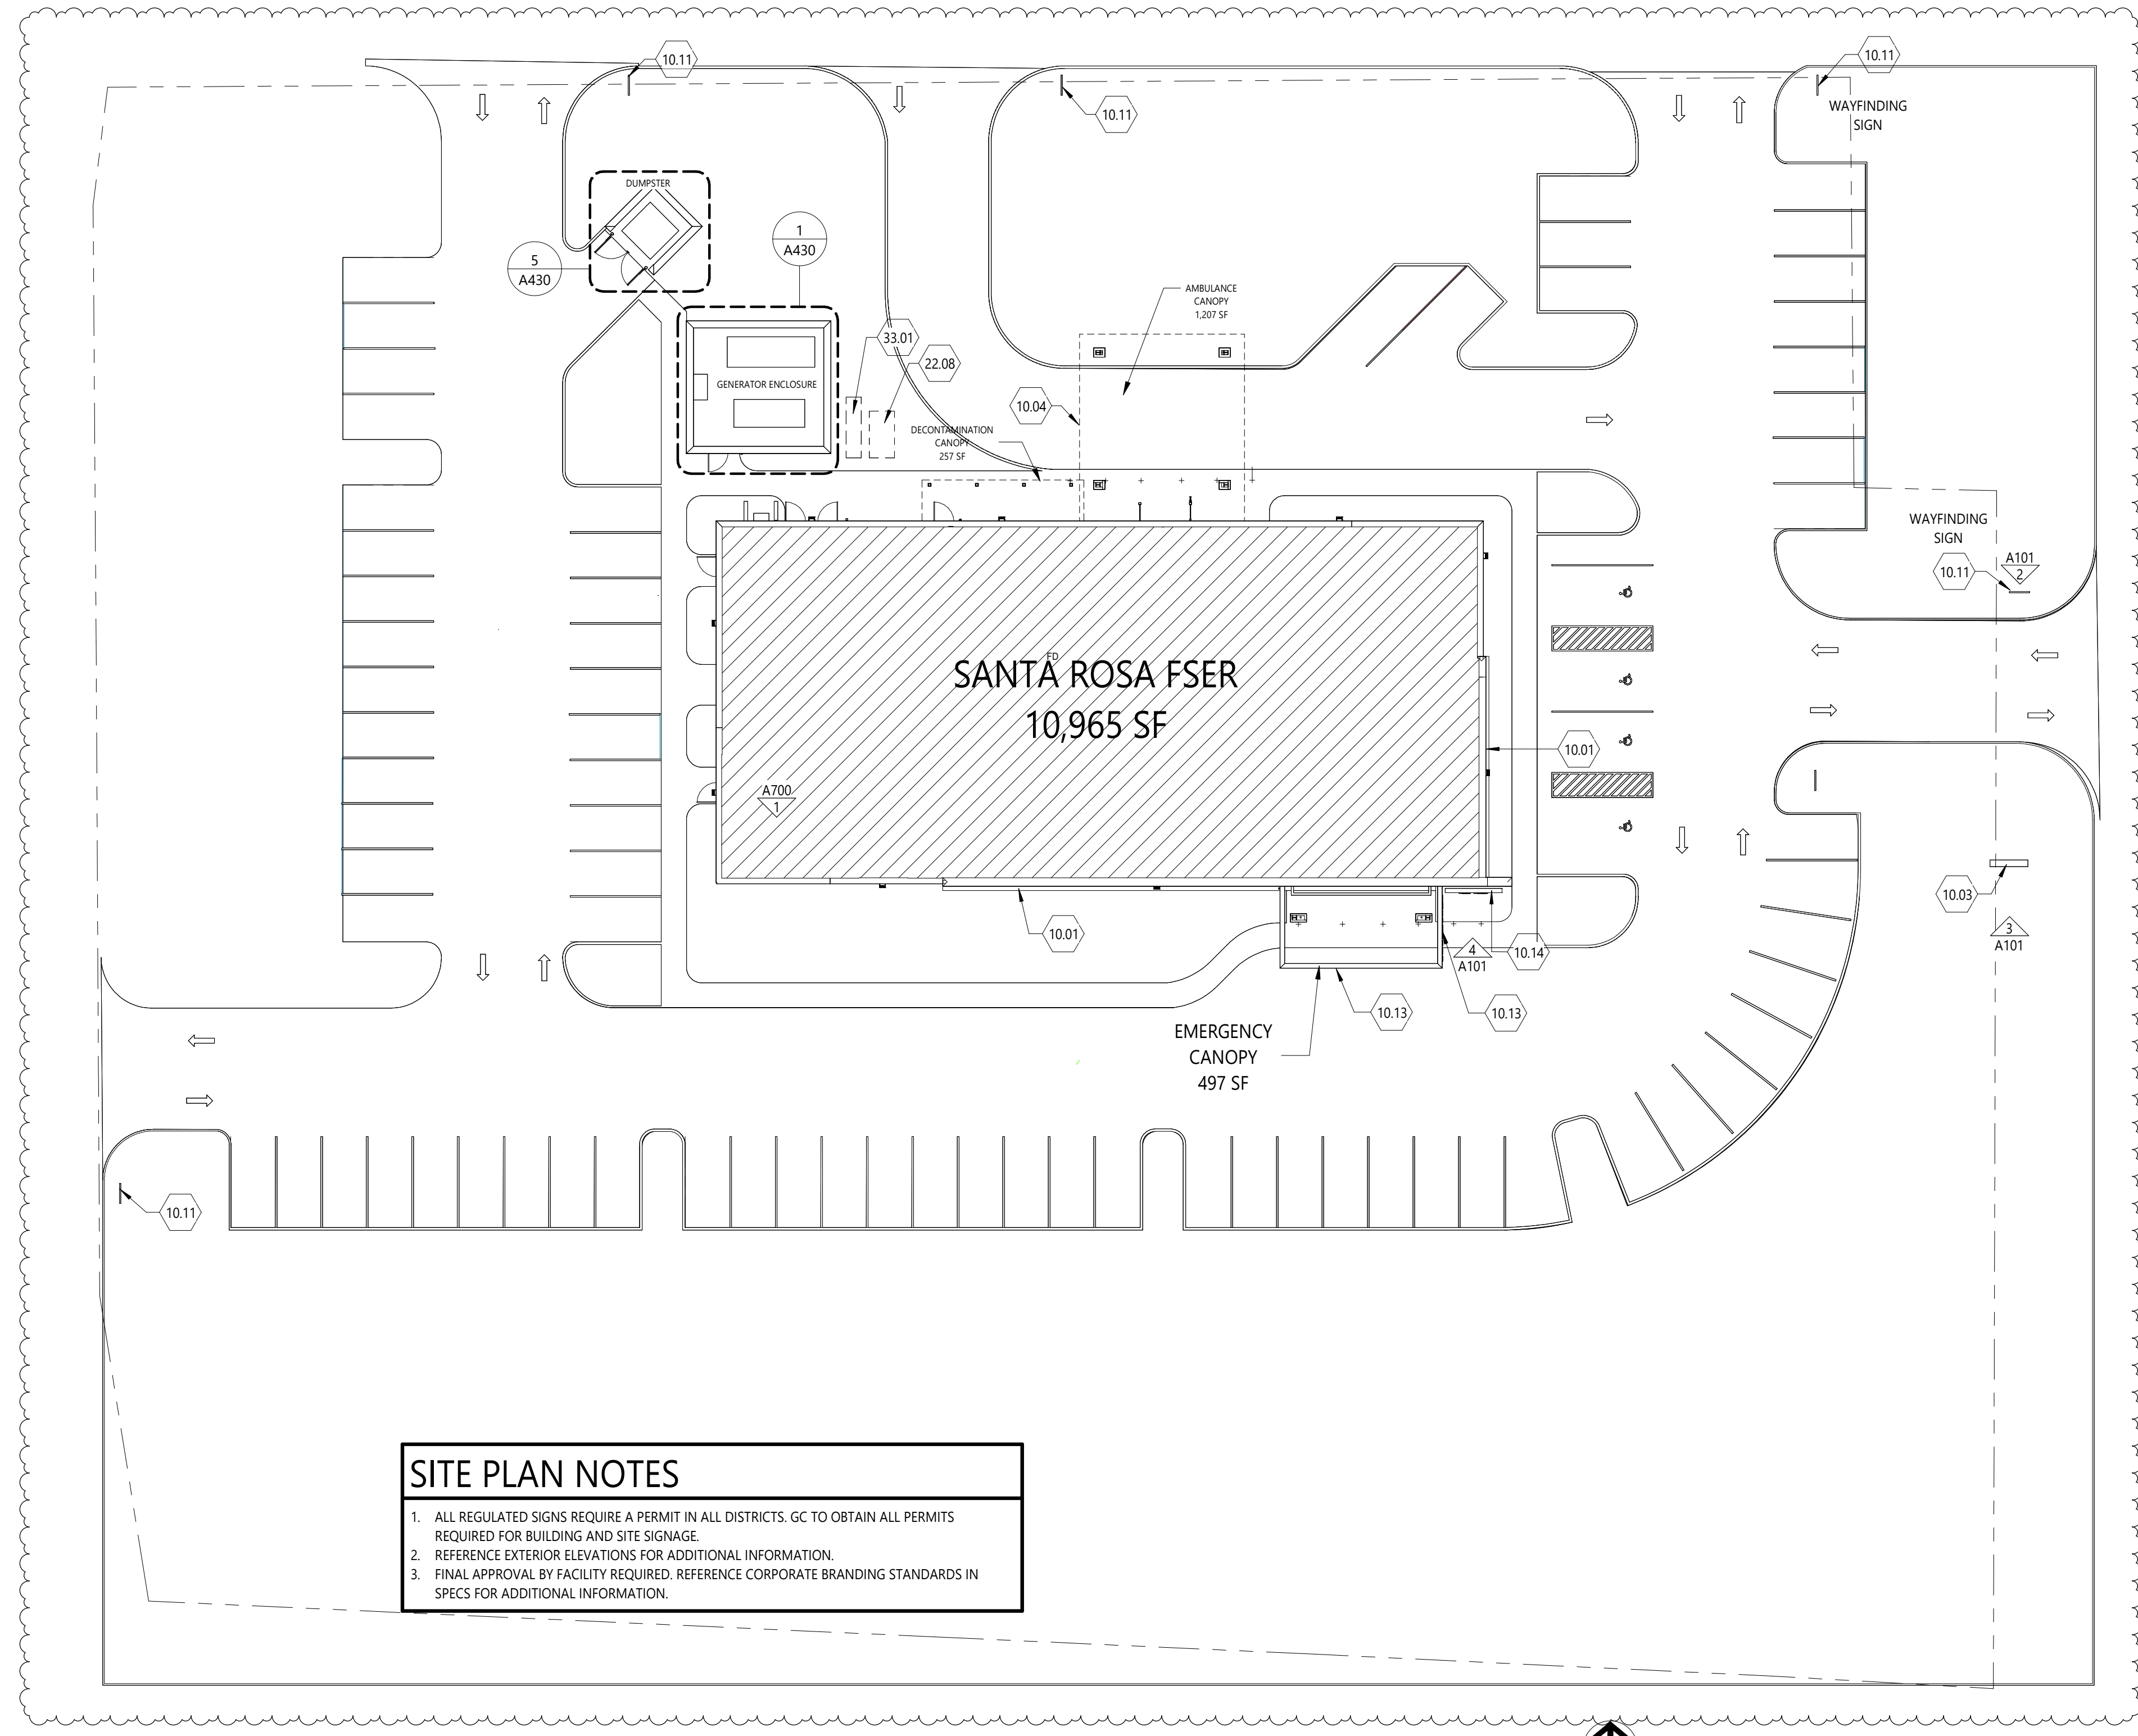 10.11
10.11
10.11
WAYFINDING
SIGN
DUMPSTER
5
A430
1
A430
AMBULANCE
CANOPY
1,207 SF
33.01
22.08
GENERATOR ENCLOSURE
10.04
DECONTAMINATION
CANOPY
257 SF
WAYFINDING
SIGN
10.11
A101
2
FD
SANTA ROSA FSER
10,965 SF
10.01
A700
1
10.03
3
A101
10.01
4
A101
10.14
10.13
10.13
EMERGENCY
CANOPY
497 SF
10.11
SITE PLAN NOTES
1. ALL REGULATED SIGNS REQUIRE A PERMIT IN ALL DISTRICTS. GC TO OBTAIN ALL PERMITS
REQUIRED FOR BUILDING AND SITE SIGNAGE.
2. REFERENCE EXTERIOR ELEVATIONS FOR ADDITIONAL INFORMATION.
3. FINAL APPROVAL BY FACILITY REQUIRED. REFERENCE CORPORATE BRANDING STANDARDS IN
SPECS FOR ADDITIONAL INFORMATION.